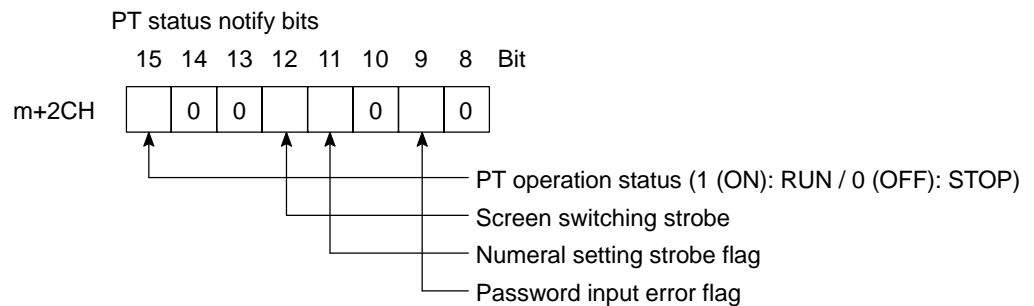 PT status notify bits
15 14 13 12 11 10 9 8 Bit
m+2CH 0 0 0 0
PT operation status (1 (ON): RUN / 0 (OFF): STOP)
Screen switching strobe
Numeral setting strobe flag
Password input error flag